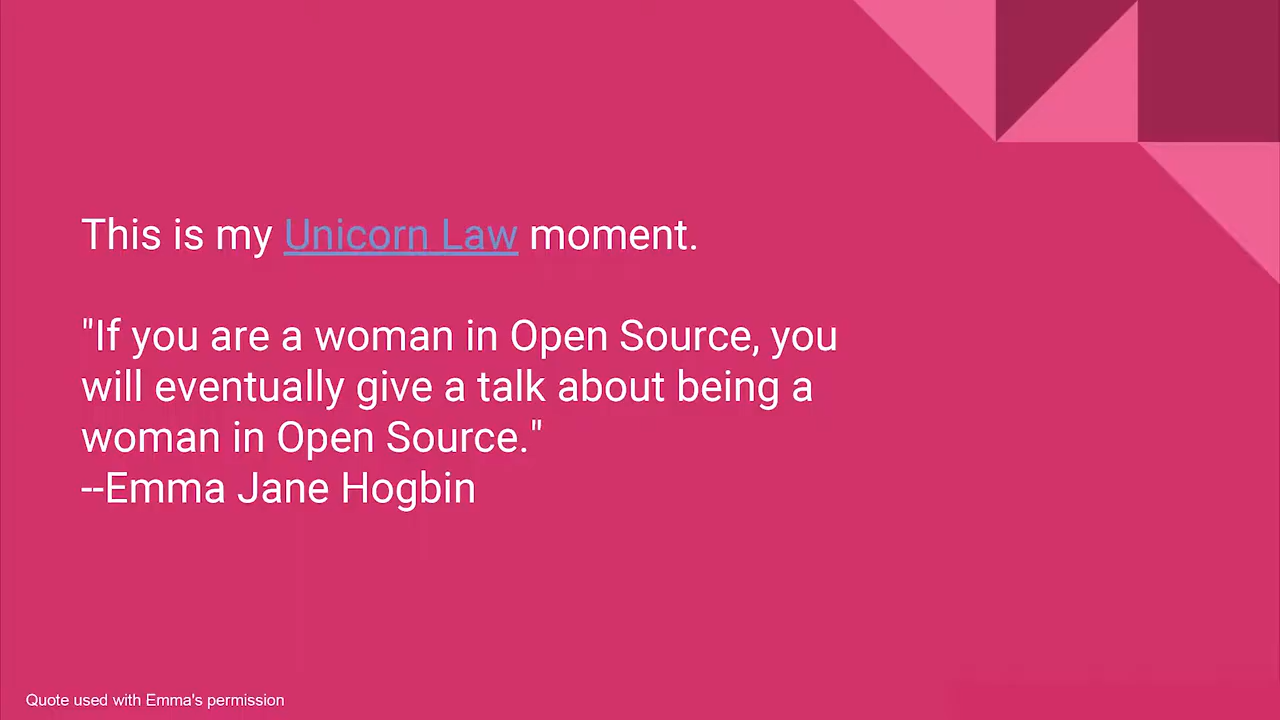 This is my Unicorn Law moment.
"If you are a woman in Open Source, you
will eventually give a talk about being a
woman in Open Source."
--Emma Jane Hogbin
Quote used with Emma's permission